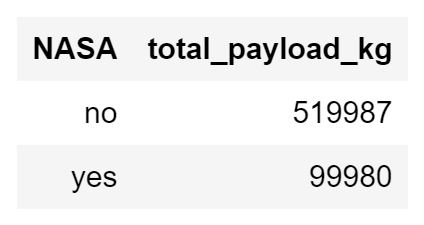 NASA total_payload_kg
no 519987
yes 99980